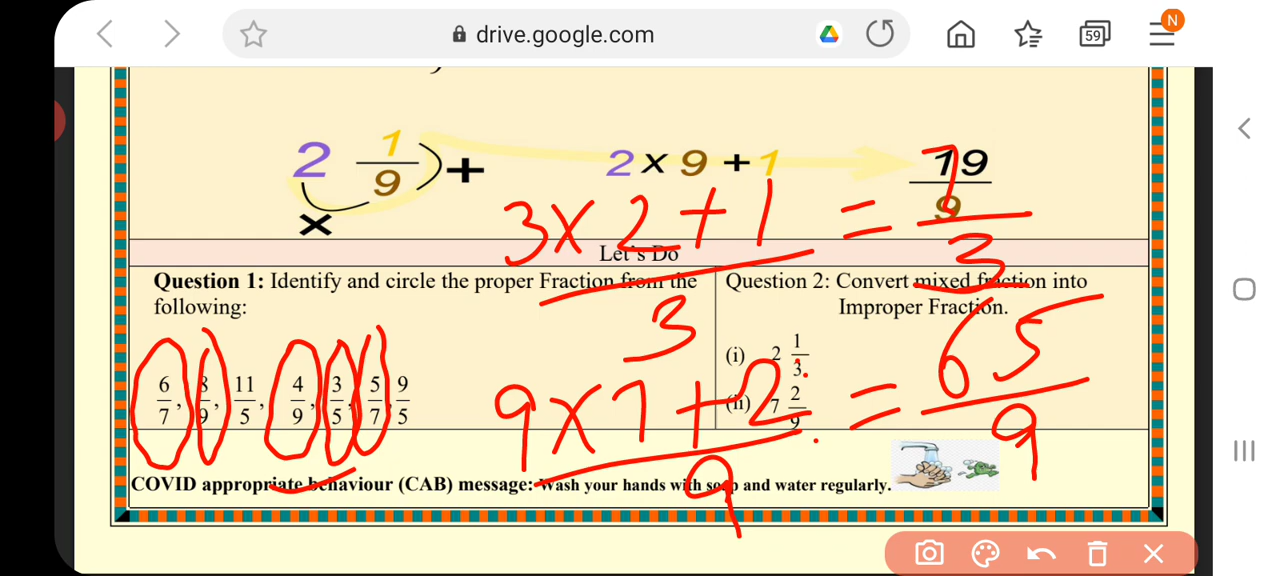 drive.google.com
59
N
2 1/9 ) +
×
2 × 9 + 1
19/9
3×2+1/3 = 7/3
Let's Do
Question 1: Identify and circle the proper Fraction from the
following:
6/7, 8/9, 11/5, 4/9, 3/5, 5/7, 9/5
Question 2: Convert mixed fraction into
Improper Fraction.
(i) 2 1/3
(ii) 7 2/9
9×7+2/9 = 65/9
COVID appropriate behaviour (CAB) message: Wash your hands with soap and water regularly.